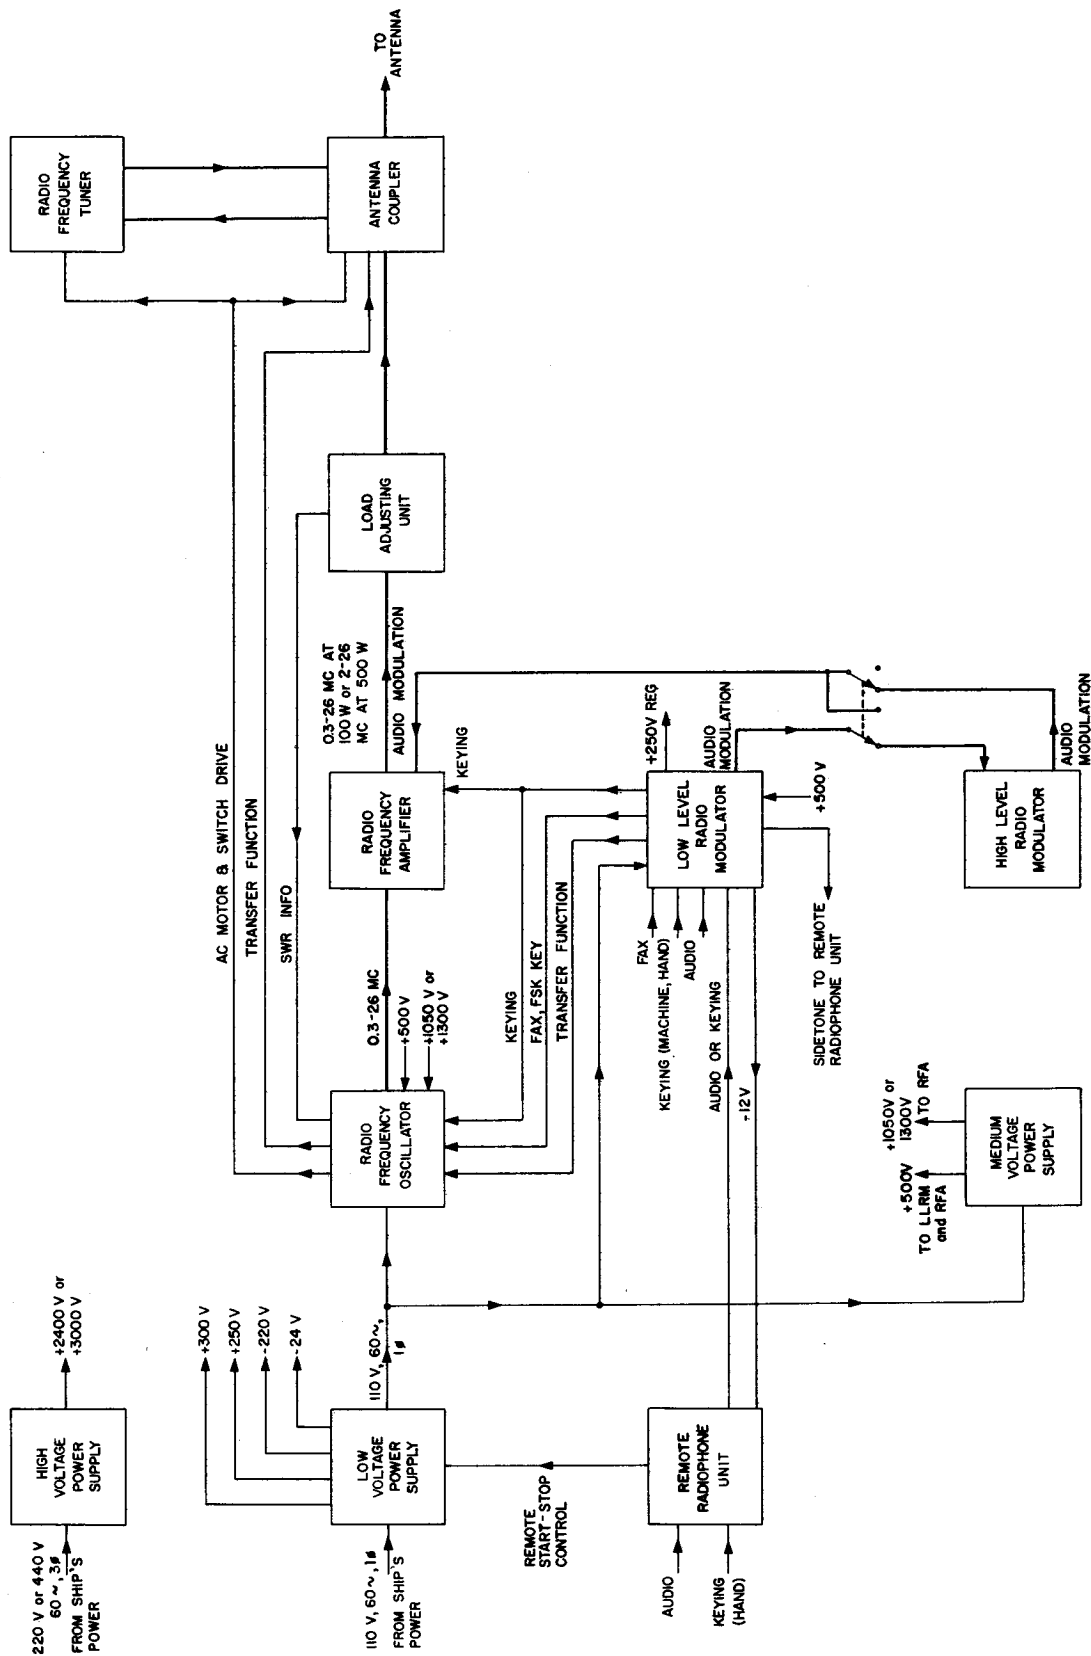 220 V or 440 V
60 ~, 3ø
FROM SHIP'S
POWER
HIGH
VOLTAGE
POWER
SUPPLY
+2400 V or
+3000 V
RADIO
FREQUENCY
TUNER
110 V, 60~, 1ø
FROM SHIP'S
POWER
LOW
VOLTAGE
POWER
SUPPLY
+300 V
+250V
-220V
-24 V
110 V, 60~,
1ø
AC MOTOR & SWITCH DRIVE
TRANSFER FUNCTION
SWR INFO
RADIO
FREQUENCY
OSCILLATOR
0.3-26 MC
+500V
+1050 V or
+1300 V
RADIO
FREQUENCY
AMPLIFIER
0.3-26 MC AT
100 W or 2-26
MC AT 500 W
AUDIO MODULATION
KEYING
LOAD
ADJUSTING
UNIT
ANTENNA
COUPLER
TO
ANTENNA
KEYING
FAX, FSK KEY
TRANSFER FUNCTION
REMOTE
START-STOP
CONTROL
AUDIO
KEYING
(HAND)
REMOTE
RADIOPHONE
UNIT
FAX
KEYING (MACHINE, HAND)
AUDIO
AUDIO OR KEYING
-12V
LOW LEVEL
RADIO
MODULATOR
+250V REG
AUDIO
MODULATION
+500 V
SIDETONE TO REMOTE
RADIOPHONE UNIT
+1050V or
1300V
TO RFA
+500V
TO LLRM
and RFA
MEDIUM
VOLTAGE
POWER
SUPPLY
HIGH LEVEL
RADIO
MODULATOR
AUDIO
MODULATION